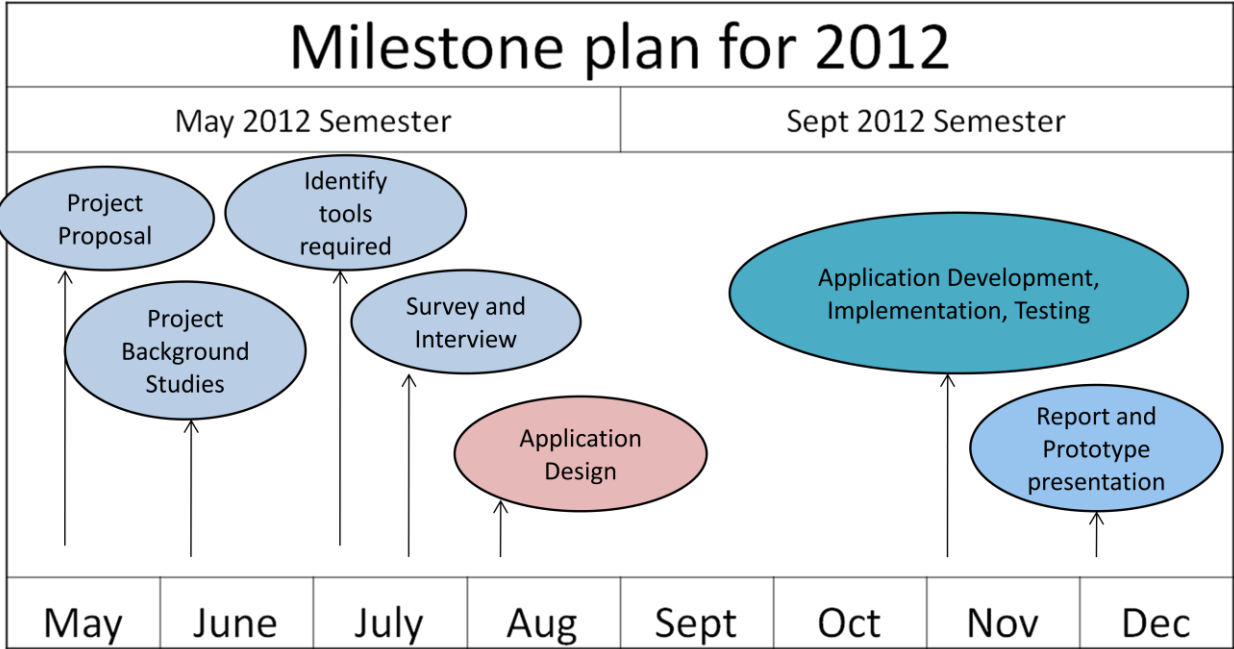 Milestone plan for 2012
May 2012 Semester
Sept 2012 Semester
Project
Proposal
Identify
tools
required
Project
Background
Studies
Survey and
Interview
Application
Design
Application Development,
Implementation, Testing
Report and
Prototype
presentation
May
June
July
Aug
Sept
Oct
Nov
Dec